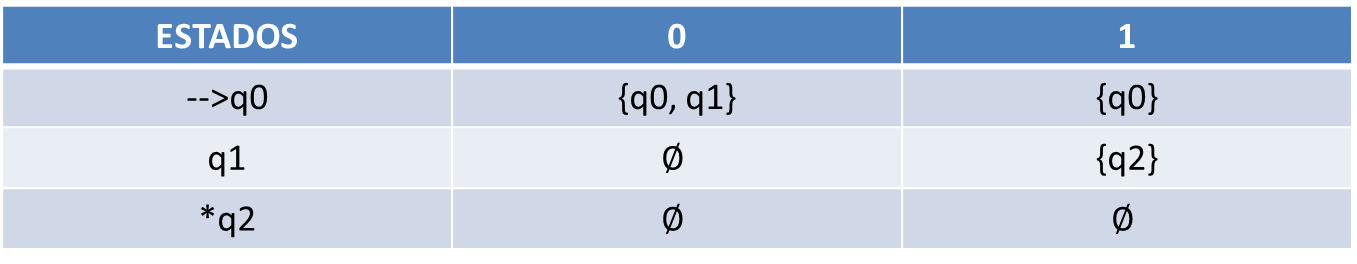 ESTADOS 0 1
-->q0 {q0, q1} {q0}
q1 Ø {q2}
*q2 Ø Ø